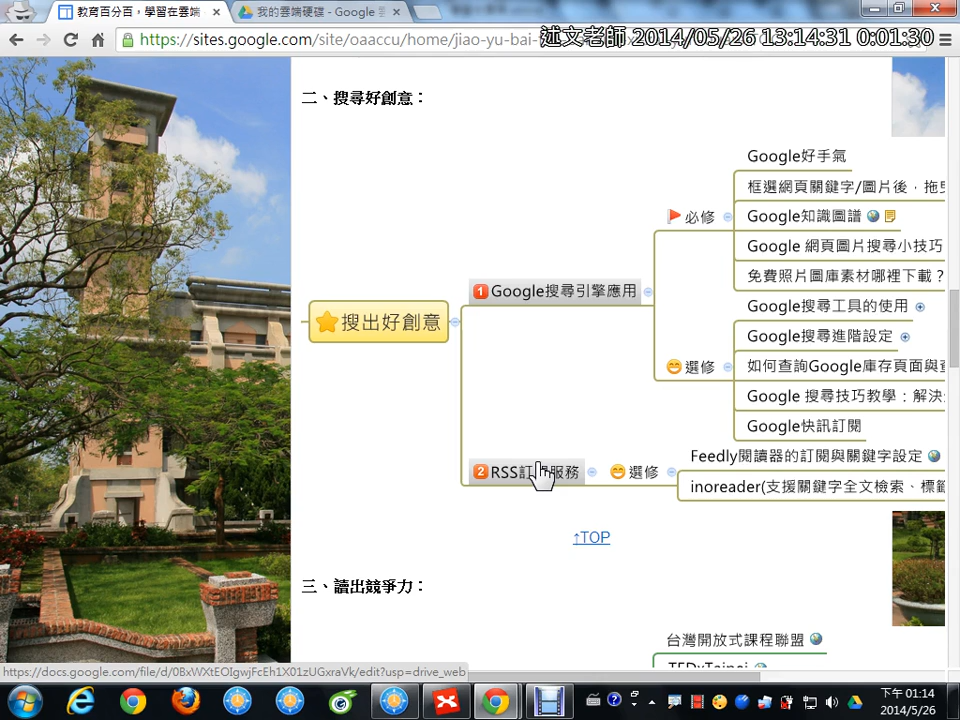 教育百分百，學習在雲端
我的雲端硬碟 - Google 雲
https://sites.google.com/site/oaaccu/home/jiao-yu-bai-
述文老師 2014/05/26 13:14:31 0:01:30
二、搜尋好創意：
Google好手氣
框選網頁關鍵字/圖片後，拖
必修
Google知識圖譜
Google 網頁圖片搜尋小技巧
免費照片圖庫素材哪裡下載？
1 Google搜尋引擎應用
Google搜尋工具的使用
搜出好創意
Google搜尋進階設定
選修
如何查詢Google庫存頁面與
Google 搜尋技巧教學：解決
Google快訊訂閱
Feedly閱讀器的訂閱與關鍵字設定
2 RSS訂閱服務
選修
inoreader(支援關鍵字全文檢索、標籤
↑TOP
三、讀出競爭力：
台灣開放式課程聯盟
TEDxTaipei
https://docs.google.com/file/d/0BxWXtEOIgwjFcEh1X01zUGxraVk/edit?usp=drive_web
下午 01:14
2014/5/26